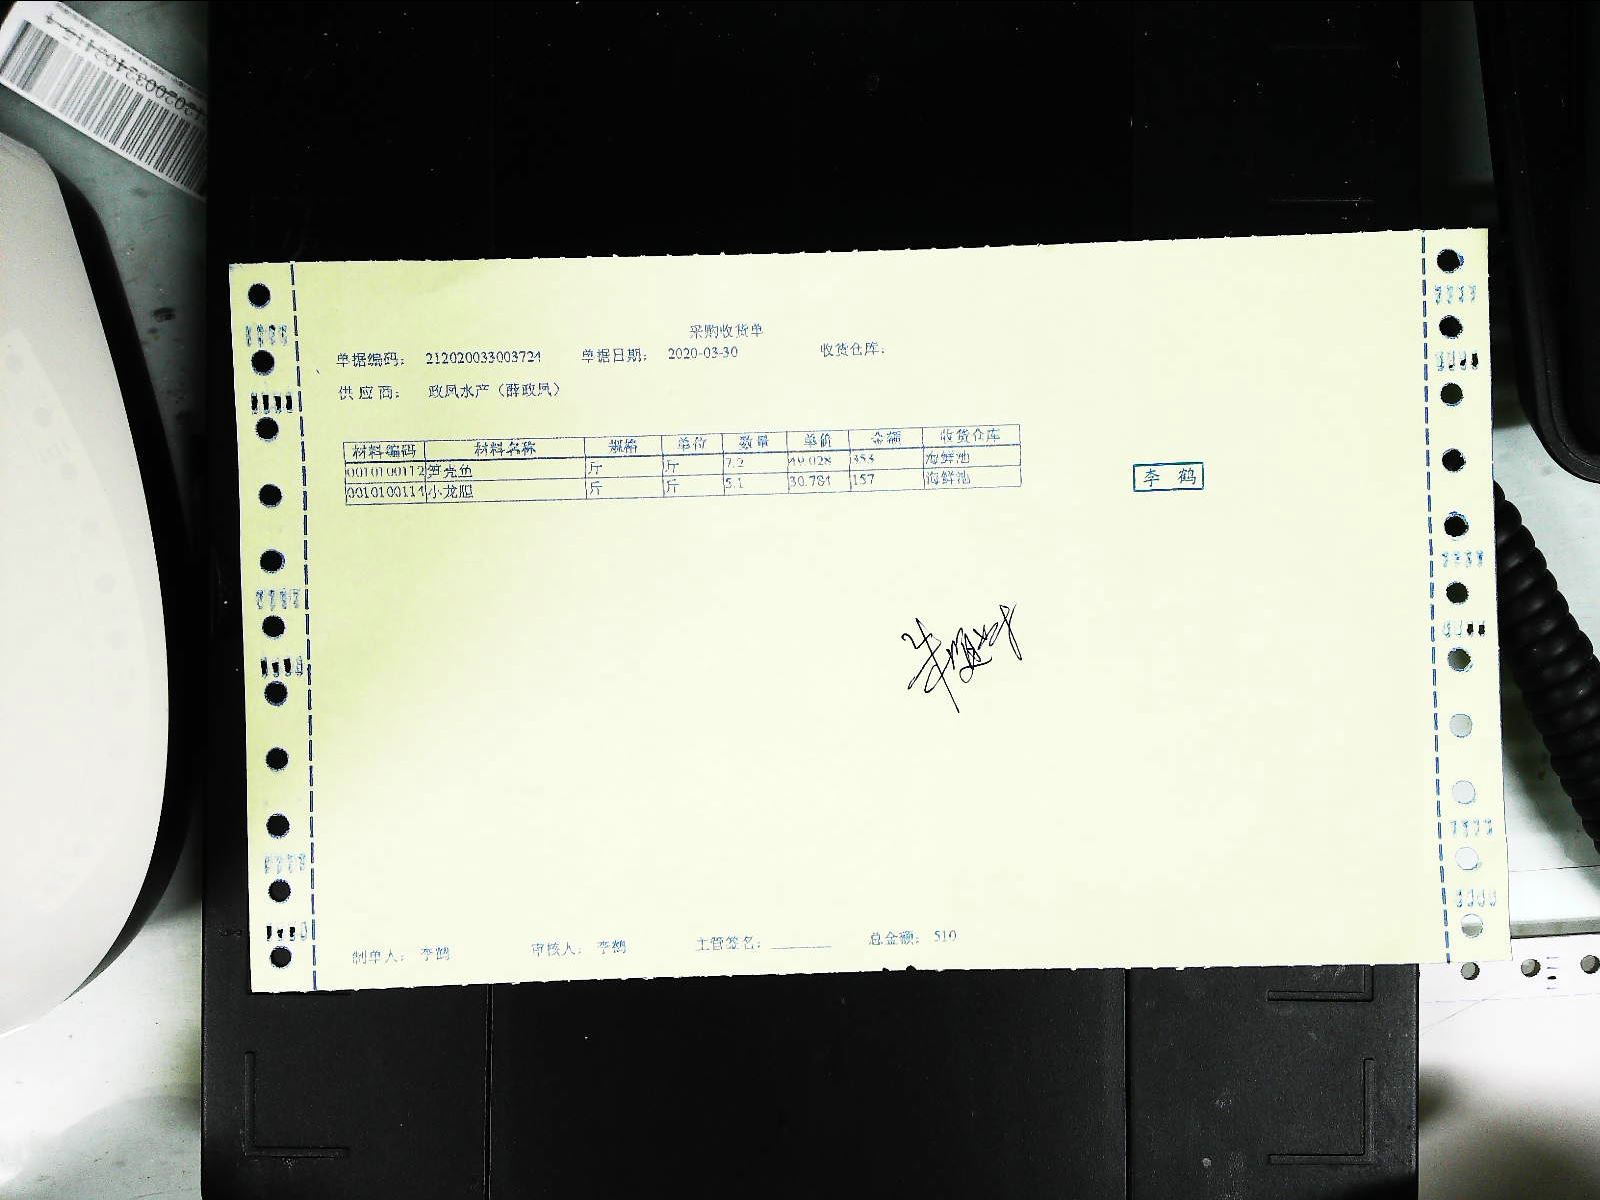 采购收货单
单据编码： 212020033003724 单据日期： 2020-03-30 收货仓库：
供应商： 政凤水产（薛政凤）
材料编码 材料名称 规格 单位 数量 单价 金额 收货仓库
0010100112 笋壳鱼 斤 斤 7.2 49.028 353 海鲜池
0010100114 小龙胆 斤 斤 5.1 30.784 157 海鲜池
李 鹤
制单人： 李鹤 审核人： 李鹤 主管签名： 总金额： 510